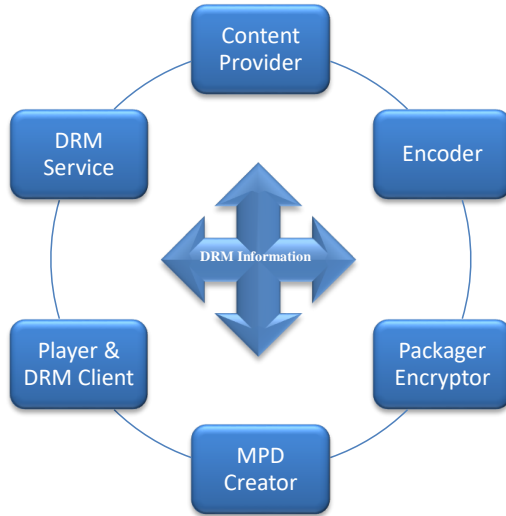 Content
Provider
DRM
Service
Encoder
DRM Information
Player &
DRM Client
Packager
Encryptor
MPD
Creator